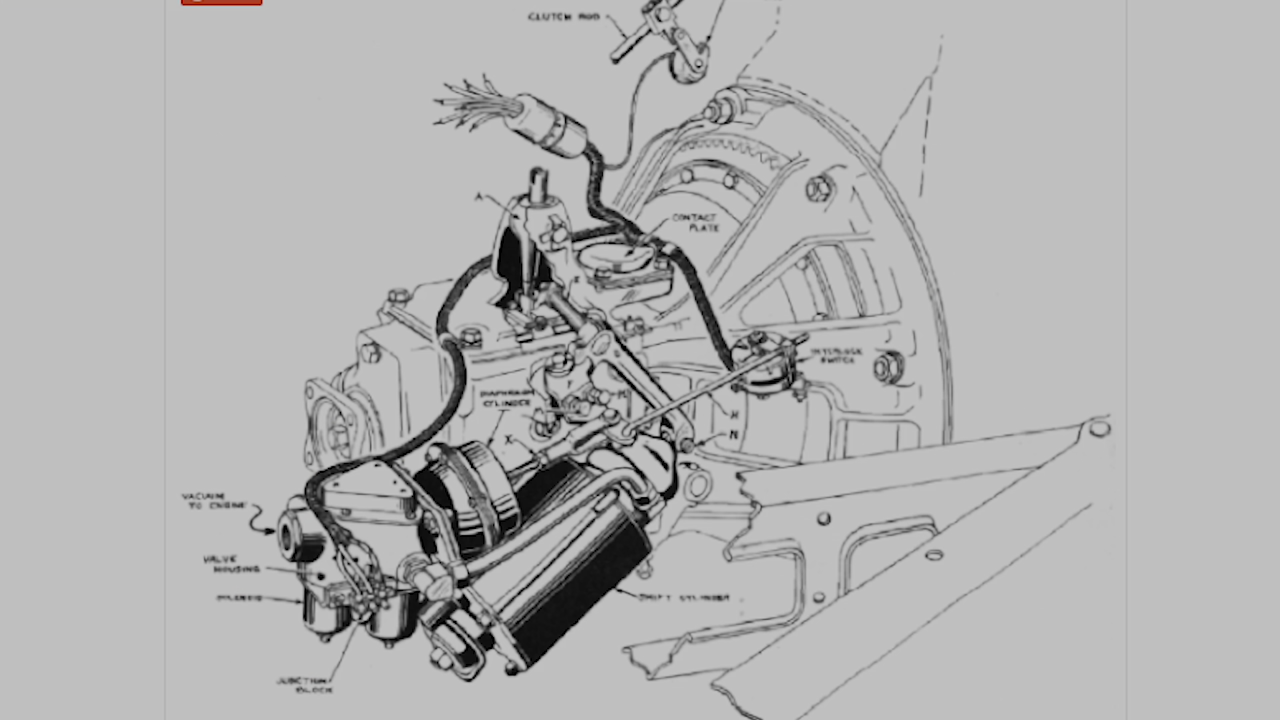 CLUTCH ROD
A
CONTACT
PLATE
INTERLOCK
SWITCH
DIAPHRAGM
CYLINDER
M
H
N
X
VACUUM
TO ENGINE
VALVE
HOUSING
SOLENOID
SHIFT CYLINDER
JUNCTION
BLOCK